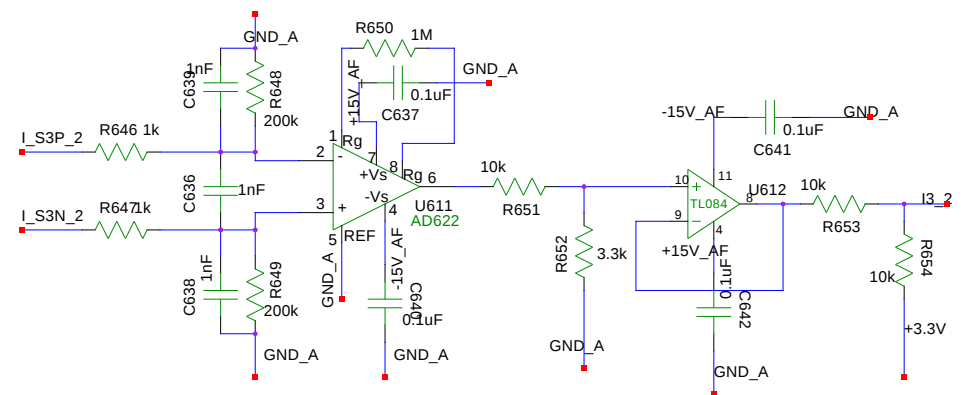 GND_A
1nF
C639
R648
200k
R650
1M
+15V_AF
GND_A
0.1uF
C637
I_S3P_2
R646 1k
1
Rg
2
-
7
+Vs
8
Rg
6
-Vs
C636
1nF
I_S3N_2
R647
1k
3
+
4
U611
AD622
5
REF
GND_A
-15V_AF
1nF
C638
R649
200k
GND_A
C640
0.1uF
GND_A
10k
R651
R652
3.3k
GND_A
-15V_AF
0.1uF
C641
GND_A
10
+
11
TL084
U612
8
9
−
4
+15V_AF
0.1uF
C642
GND_A
10k
R653
I3_2
R654
10k
+3.3V